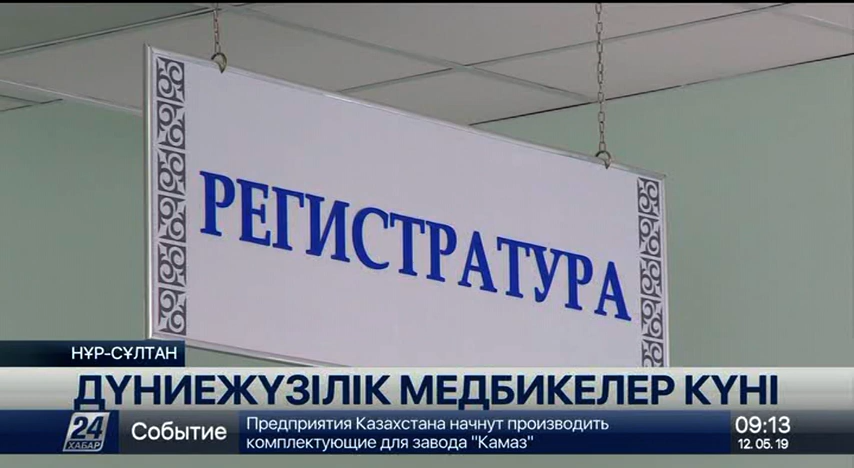 РЕГИСТРАТУРА
НҰР-СҰЛТАН
ДҮНИЕЖҮЗІЛІК МЕДБИКЕЛЕР КҮНІ
24
ХАБАР
Событие
Предприятия Казахстана начнут производить
комплектующие для завода "Камаз"
09:13
12.05.19